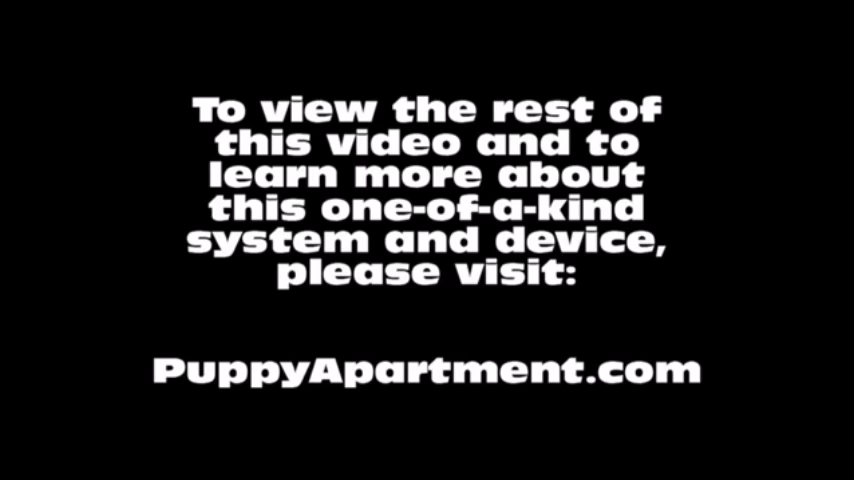 To view the rest of
this video and to
learn more about
this one-of-a-kind
system and device,
please visit:
PuppyApartment.com